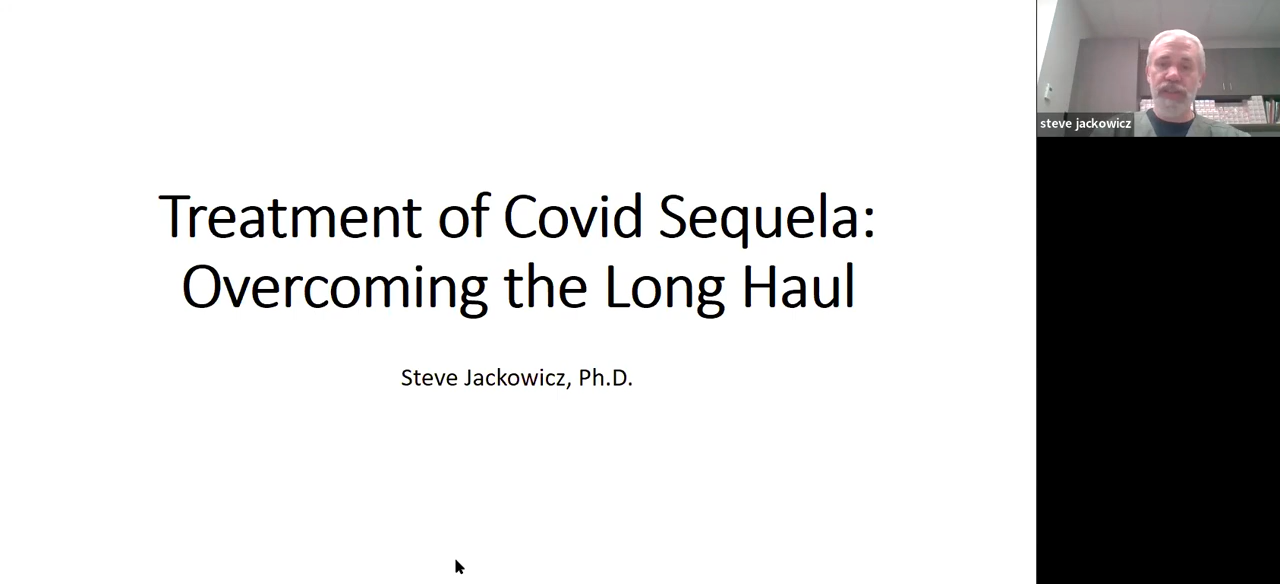 Treatment of Covid Sequela:
Overcoming the Long Haul
Steve Jackowicz, Ph.D.
steve jackowicz